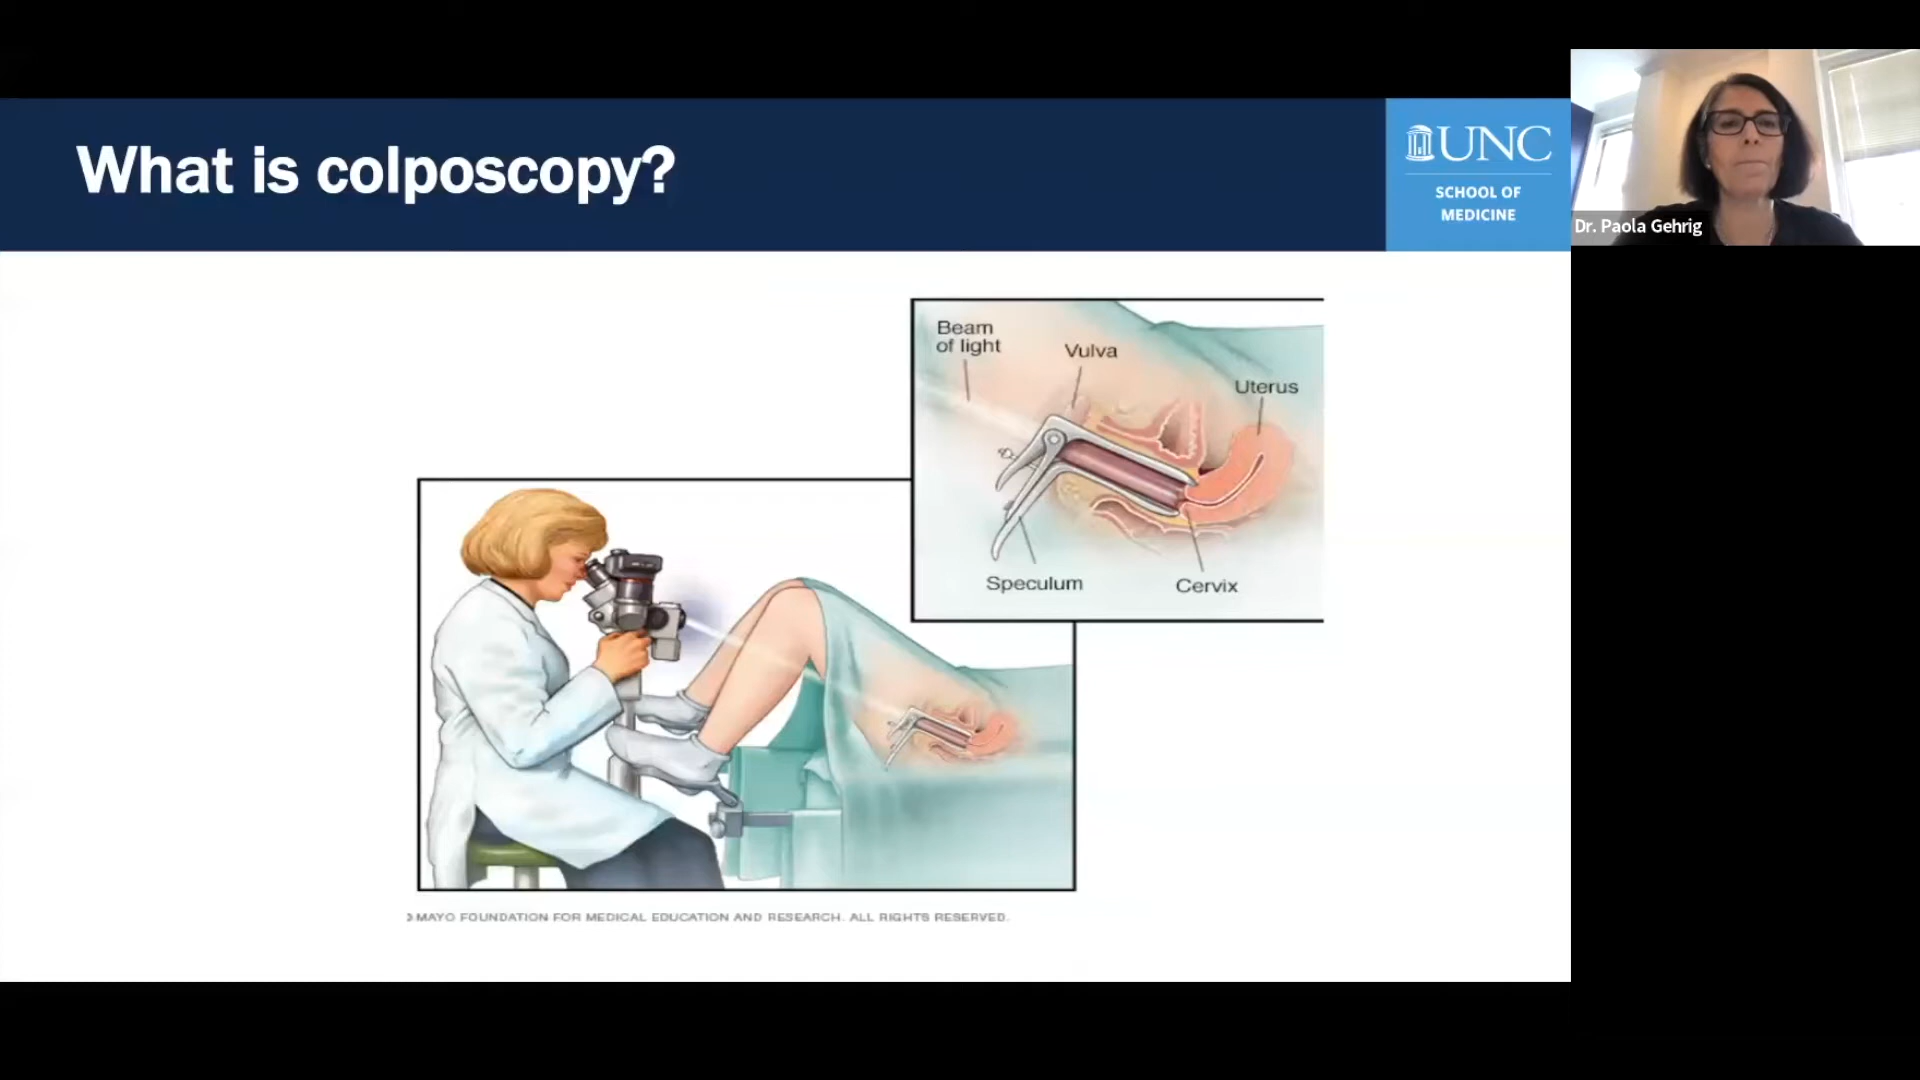 What is colposcopy?
UNC
SCHOOL OF
MEDICINE
Dr. Paola Gehrig
Beam
of light
Vulva
Uterus
Speculum
Cervix
MAYO FOUNDATION FOR MEDICAL EDUCATION AND RESEARCH. ALL RIGHTS RESERVED.